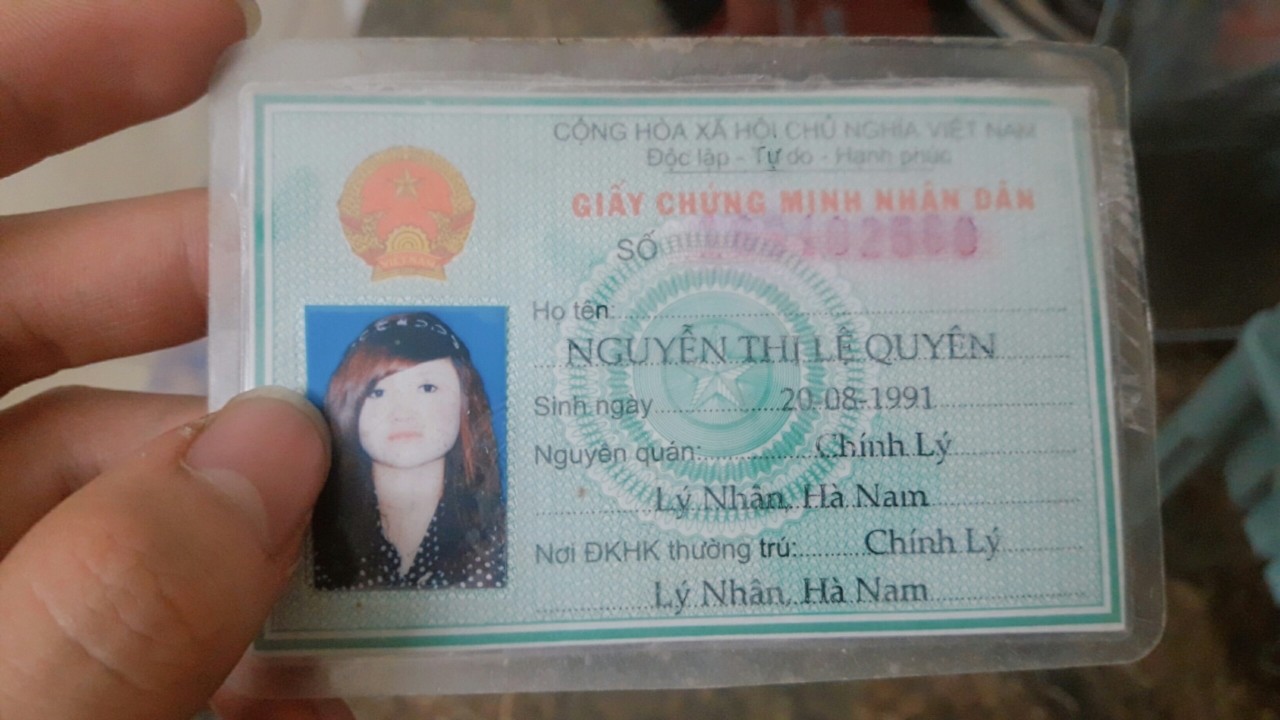 CỘNG HÒA XÃ HỘI CHỦ NGHĨA VIỆT NAM
Độc lập - Tự do - Hạnh phúc
GIẤY CHỨNG MINH NHÂN DÂN
SỐ
Họ tên:
NGUYỄN THỊ LỆ QUYÊN
Sinh ngày 20-08-1991
Nguyên quán: Chính Lý
Lý Nhân, Hà Nam
Nơi ĐKHK thường trú: Chính Lý
Lý Nhân, Hà Nam